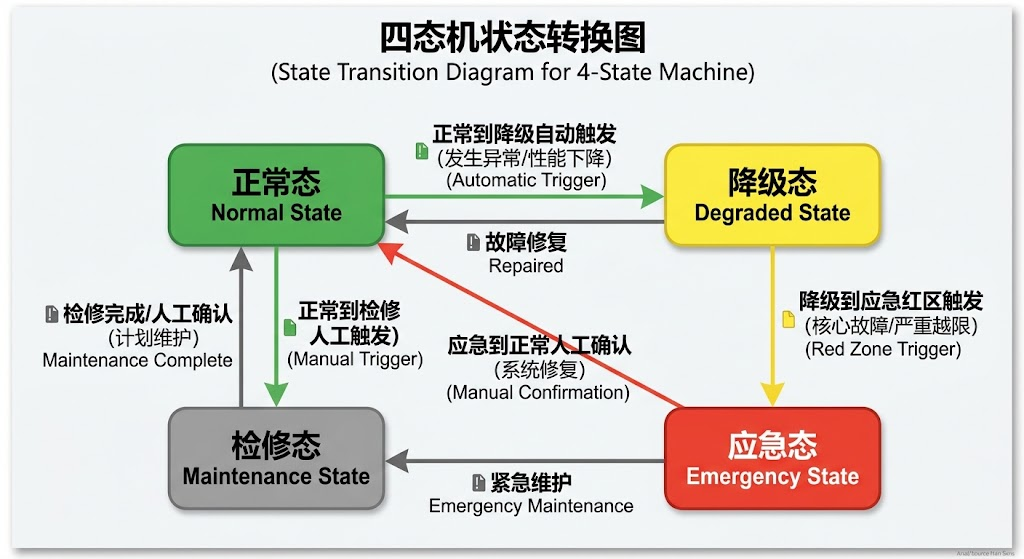 四态机状态转换图
(State Transition Diagram for 4-State Machine)
正常到降级自动触发
(发生异常/性能下降)
(Automatic Trigger)
正常态
Normal State
降级态
Degraded State
故障修复
Repaired
检修完成/人工确认
(计划维护)
Maintenance Complete
正常到检修
人工触发)
(Manual Trigger)
应急到正常人工确认
(系统修复)
(Manual Confirmation)
降级到应急红区触发
(核心故障/严重越限)
(Red Zone Trigger)
检修态
Maintenance State
应急态
Emergency State
紧急维护
Emergency Maintenance
Arial/Source Han Sans